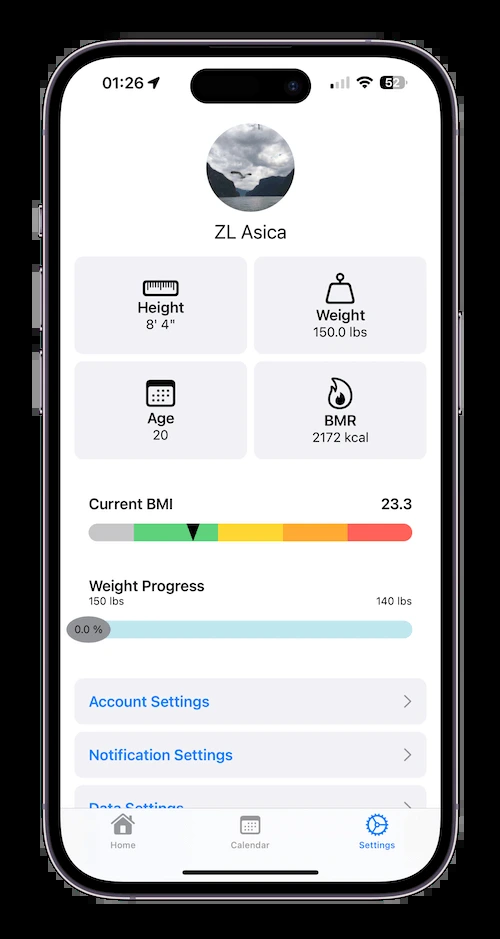 01:26
52
ZL Asica
Height
8' 4"
Weight
150.0 lbs
Age
20
BMR
2172 kcal
Current BMI 23.3
Weight Progress
150 lbs 140 lbs
0.0 %
Account Settings
Notification Settings
Data Settings
Home Calendar Settings